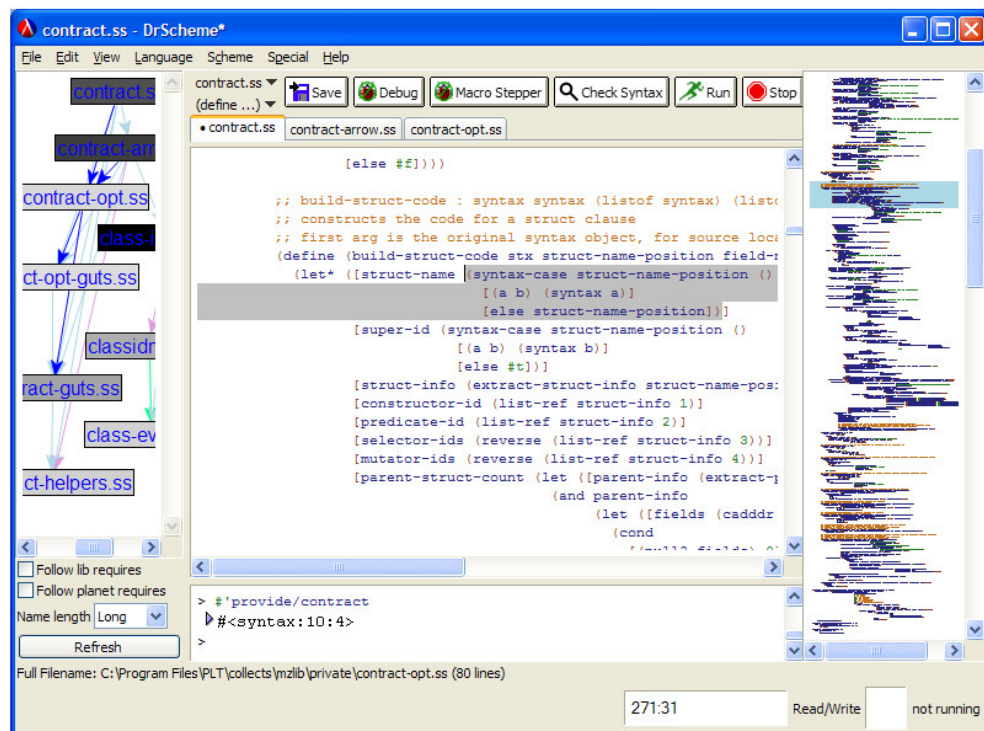 contract.ss - DrScheme*
File Edit View Language Scheme Special Help
contract.s
contract-arr
contract-opt.ss
class-i
ct-opt-guts.ss
classidr
ract-guts.ss
class-ev
ct-helpers.ss
Follow lib requires
Follow planet requires
Name length Long
Refresh
contract.ss
(define ...)
Save Debug Macro Stepper Check Syntax Run Stop
• contract.ss contract-arrow.ss contract-opt.ss
[else #f])))
;; build-struct-code : syntax syntax (listof syntax) (listo
;; constructs the code for a struct clause
;; first arg is the original syntax object, for source loca
(define (build-struct-code stx struct-name-position field-n
(let* ([struct-name (syntax-case struct-name-position ()
[(a b) (syntax a)]
[else struct-name-position])]
[super-id (syntax-case struct-name-position ()
[(a b) (syntax b)]
[else #t])]
[struct-info (extract-struct-info struct-name-posi
[constructor-id (list-ref struct-info 1)]
[predicate-id (list-ref struct-info 2)]
[selector-ids (reverse (list-ref struct-info 3))]
[mutator-ids (reverse (list-ref struct-info 4))]
[parent-struct-count (let ([parent-info (extract-p
(and parent-info
(let ([fields (cadddr
(cond
[(null? fields) 0]
> #'provide/contract
#<syntax:10:4>
>
Full Filename: C:\Program Files\PLT\collects\mzlib\private\contract-opt.ss (80 lines)
271:31 Read/Write not running